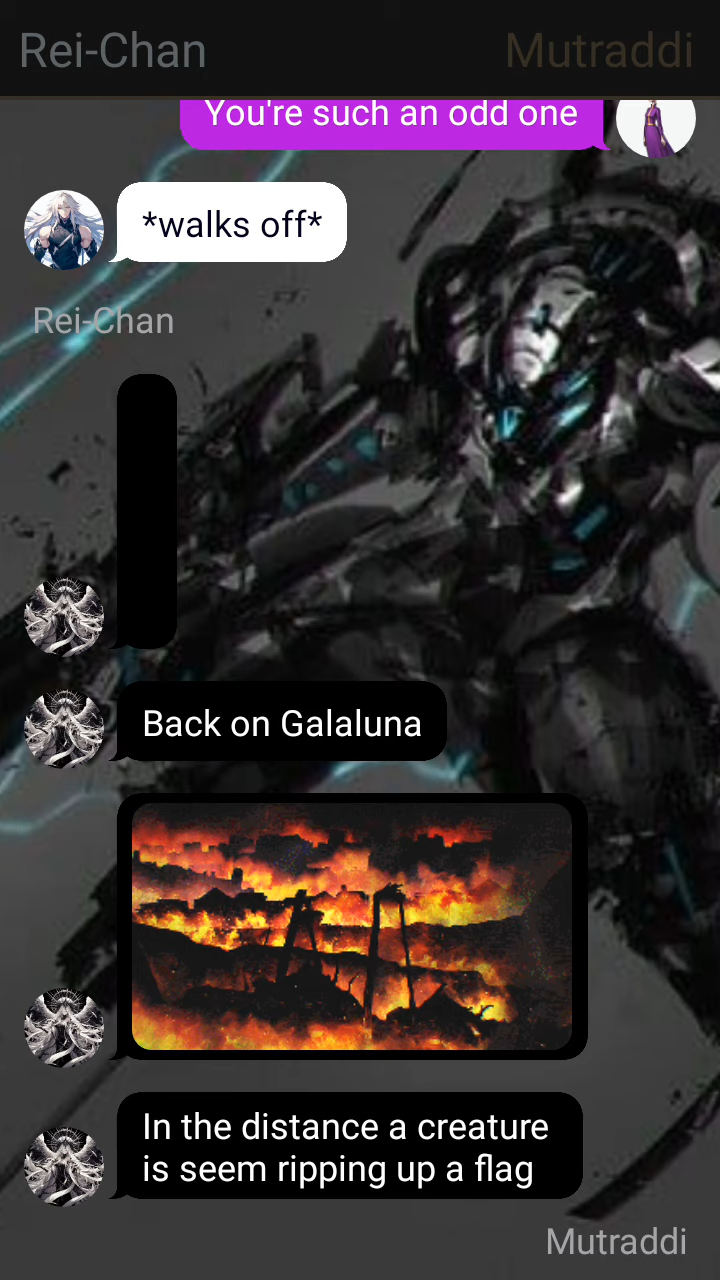 Rei-Chan
Mutraddi
You're such an odd one
*walks off*
Rei-Chan
Back on Galaluna
In the distance a creature
is seem ripping up a flag
Mutraddi